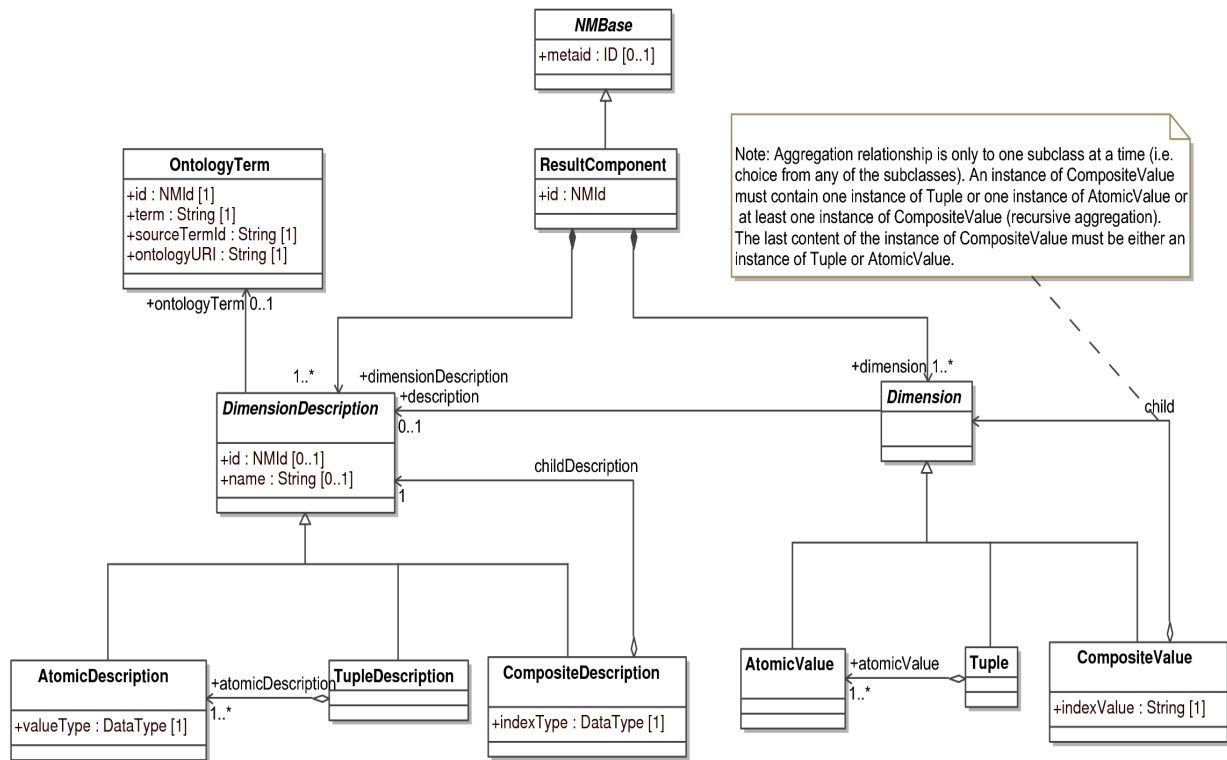 NMBase
+metaid : ID [0..1]
OntologyTerm
+id : NMId [1]
+term : String [1]
+sourceTermId : String [1]
+ontologyURI : String [1]
ResultComponent
+id : NMId
Note: Aggregation relationship is only to one subclass at a time (i.e.
choice from any of the subclasses). An instance of CompositeValue
must contain one instance of Tuple or one instance of AtomicValue or
at least one instance of CompositeValue (recursive aggregation).
The last content of the instance of CompositeValue must be either an
instance of Tuple or AtomicValue.
+ontologyTerm 0..1
1..*
+dimensionDescription
+description
0..1
+dimension 1..*
DimensionDescription
+id : NMId [0..1]
+name : String [0..1]
Dimension
child
childDescription
1
AtomicDescription
+valueType : DataType [1]
+atomicDescription
1..*
TupleDescription
CompositeDescription
+indexType : DataType [1]
AtomicValue
+atomicValue
1..*
Tuple
CompositeValue
+indexValue : String [1]